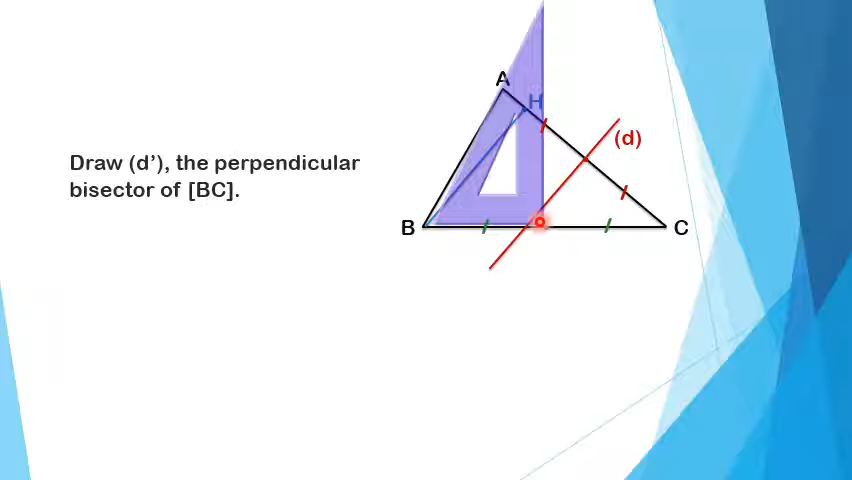 A
H
(d)
Draw (d’), the perpendicular
bisector of [BC].
B
C